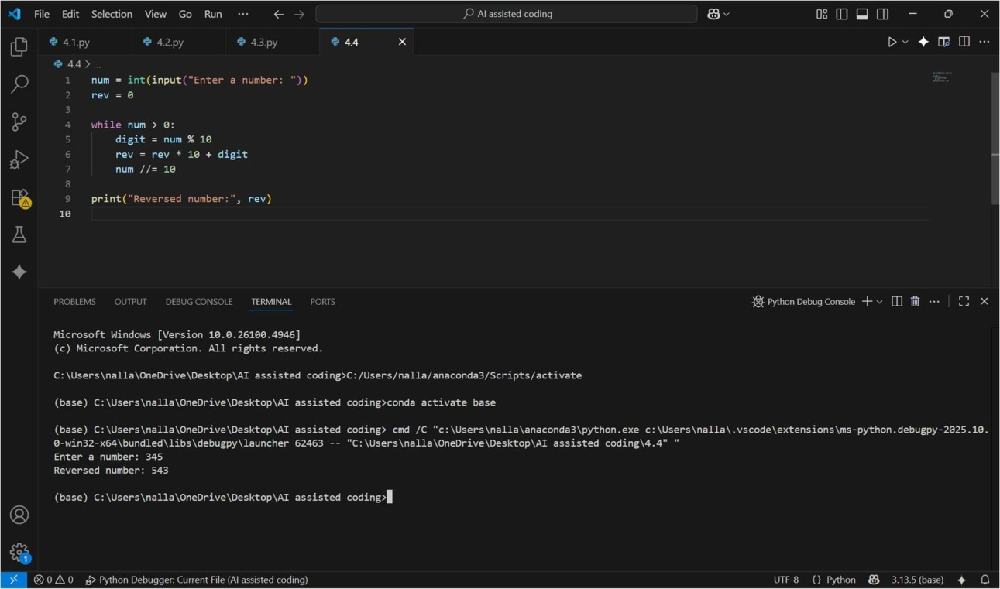 File Edit Selection View Go Run ··· AI assisted coding
4.1.py 4.2.py 4.3.py 4.4
4.4 > ...
1 num = int(input("Enter a number: "))
2 rev = 0
3
4 while num > 0:
5 digit = num % 10
6 rev = rev * 10 + digit
7 num //= 10
8
9 print("Reversed number:", rev)
10
PROBLEMS OUTPUT DEBUG CONSOLE TERMINAL PORTS Python Debug Console
Microsoft Windows [Version 10.0.26100.4946]
(c) Microsoft Corporation. All rights reserved.
C:\Users\nalla\OneDrive\Desktop\AI assisted coding>C:/Users/nalla/anaconda3/Scripts/activate
(base) C:\Users\nalla\OneDrive\Desktop\AI assisted coding>conda activate base
(base) C:\Users\nalla\OneDrive\Desktop\AI assisted coding> cmd /C "c:\Users\nalla\anaconda3\python.exe c:\Users\nalla\.vscode\extensions\ms-python.debugpy-2025.10.
0-win32-x64\bundled\libs\debugpy\launcher 62463 -- "C:\Users\nalla\OneDrive\Desktop\AI assisted coding\4.4" "
Enter a number: 345
Reversed number: 543
(base) C:\Users\nalla\OneDrive\Desktop\AI assisted coding>
1
0 0 Python Debugger: Current File (AI assisted coding) UTF-8 {} Python 3.13.5 (base)